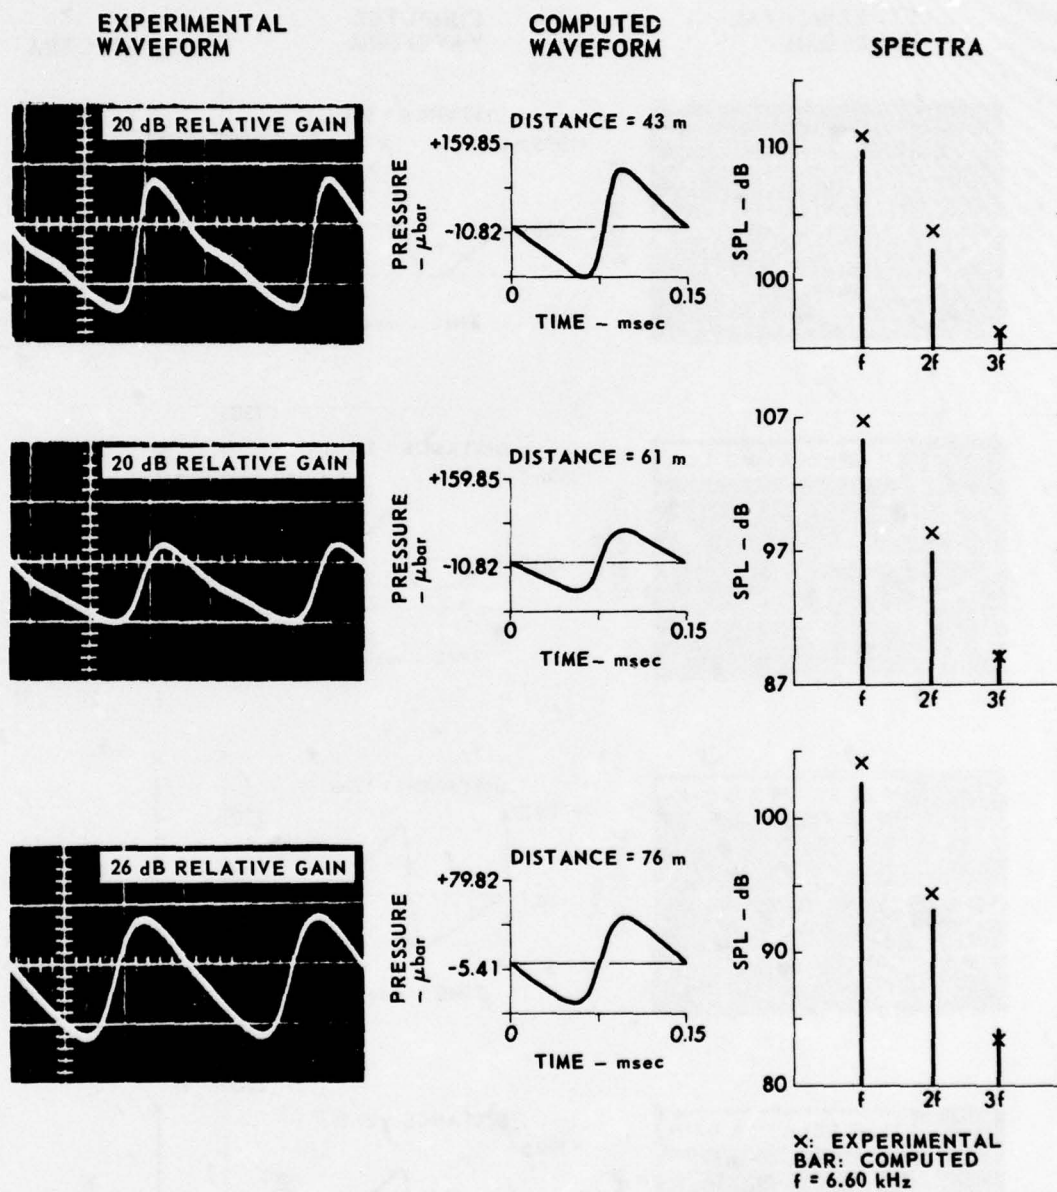 EXPERIMENTAL
WAVEFORM
COMPUTED
WAVEFORM
SPECTRA
20 dB RELATIVE GAIN
DISTANCE = 43 m
+159.85
-10.82
PRESSURE
- μbar
0
0.15
TIME - msec
SPL - dB
110
100
f
2f
3f
20 dB RELATIVE GAIN
DISTANCE = 61 m
+159.85
-10.82
PRESSURE
- μbar
0
0.15
TIME - msec
SPL - dB
107
97
87
f
2f
3f
26 dB RELATIVE GAIN
DISTANCE = 76 m
+79.82
-5.41
PRESSURE
- μbar
0
0.15
TIME - msec
SPL - dB
100
90
80
f
2f
3f
X: EXPERIMENTAL
BAR: COMPUTED
f = 6.60 kHz